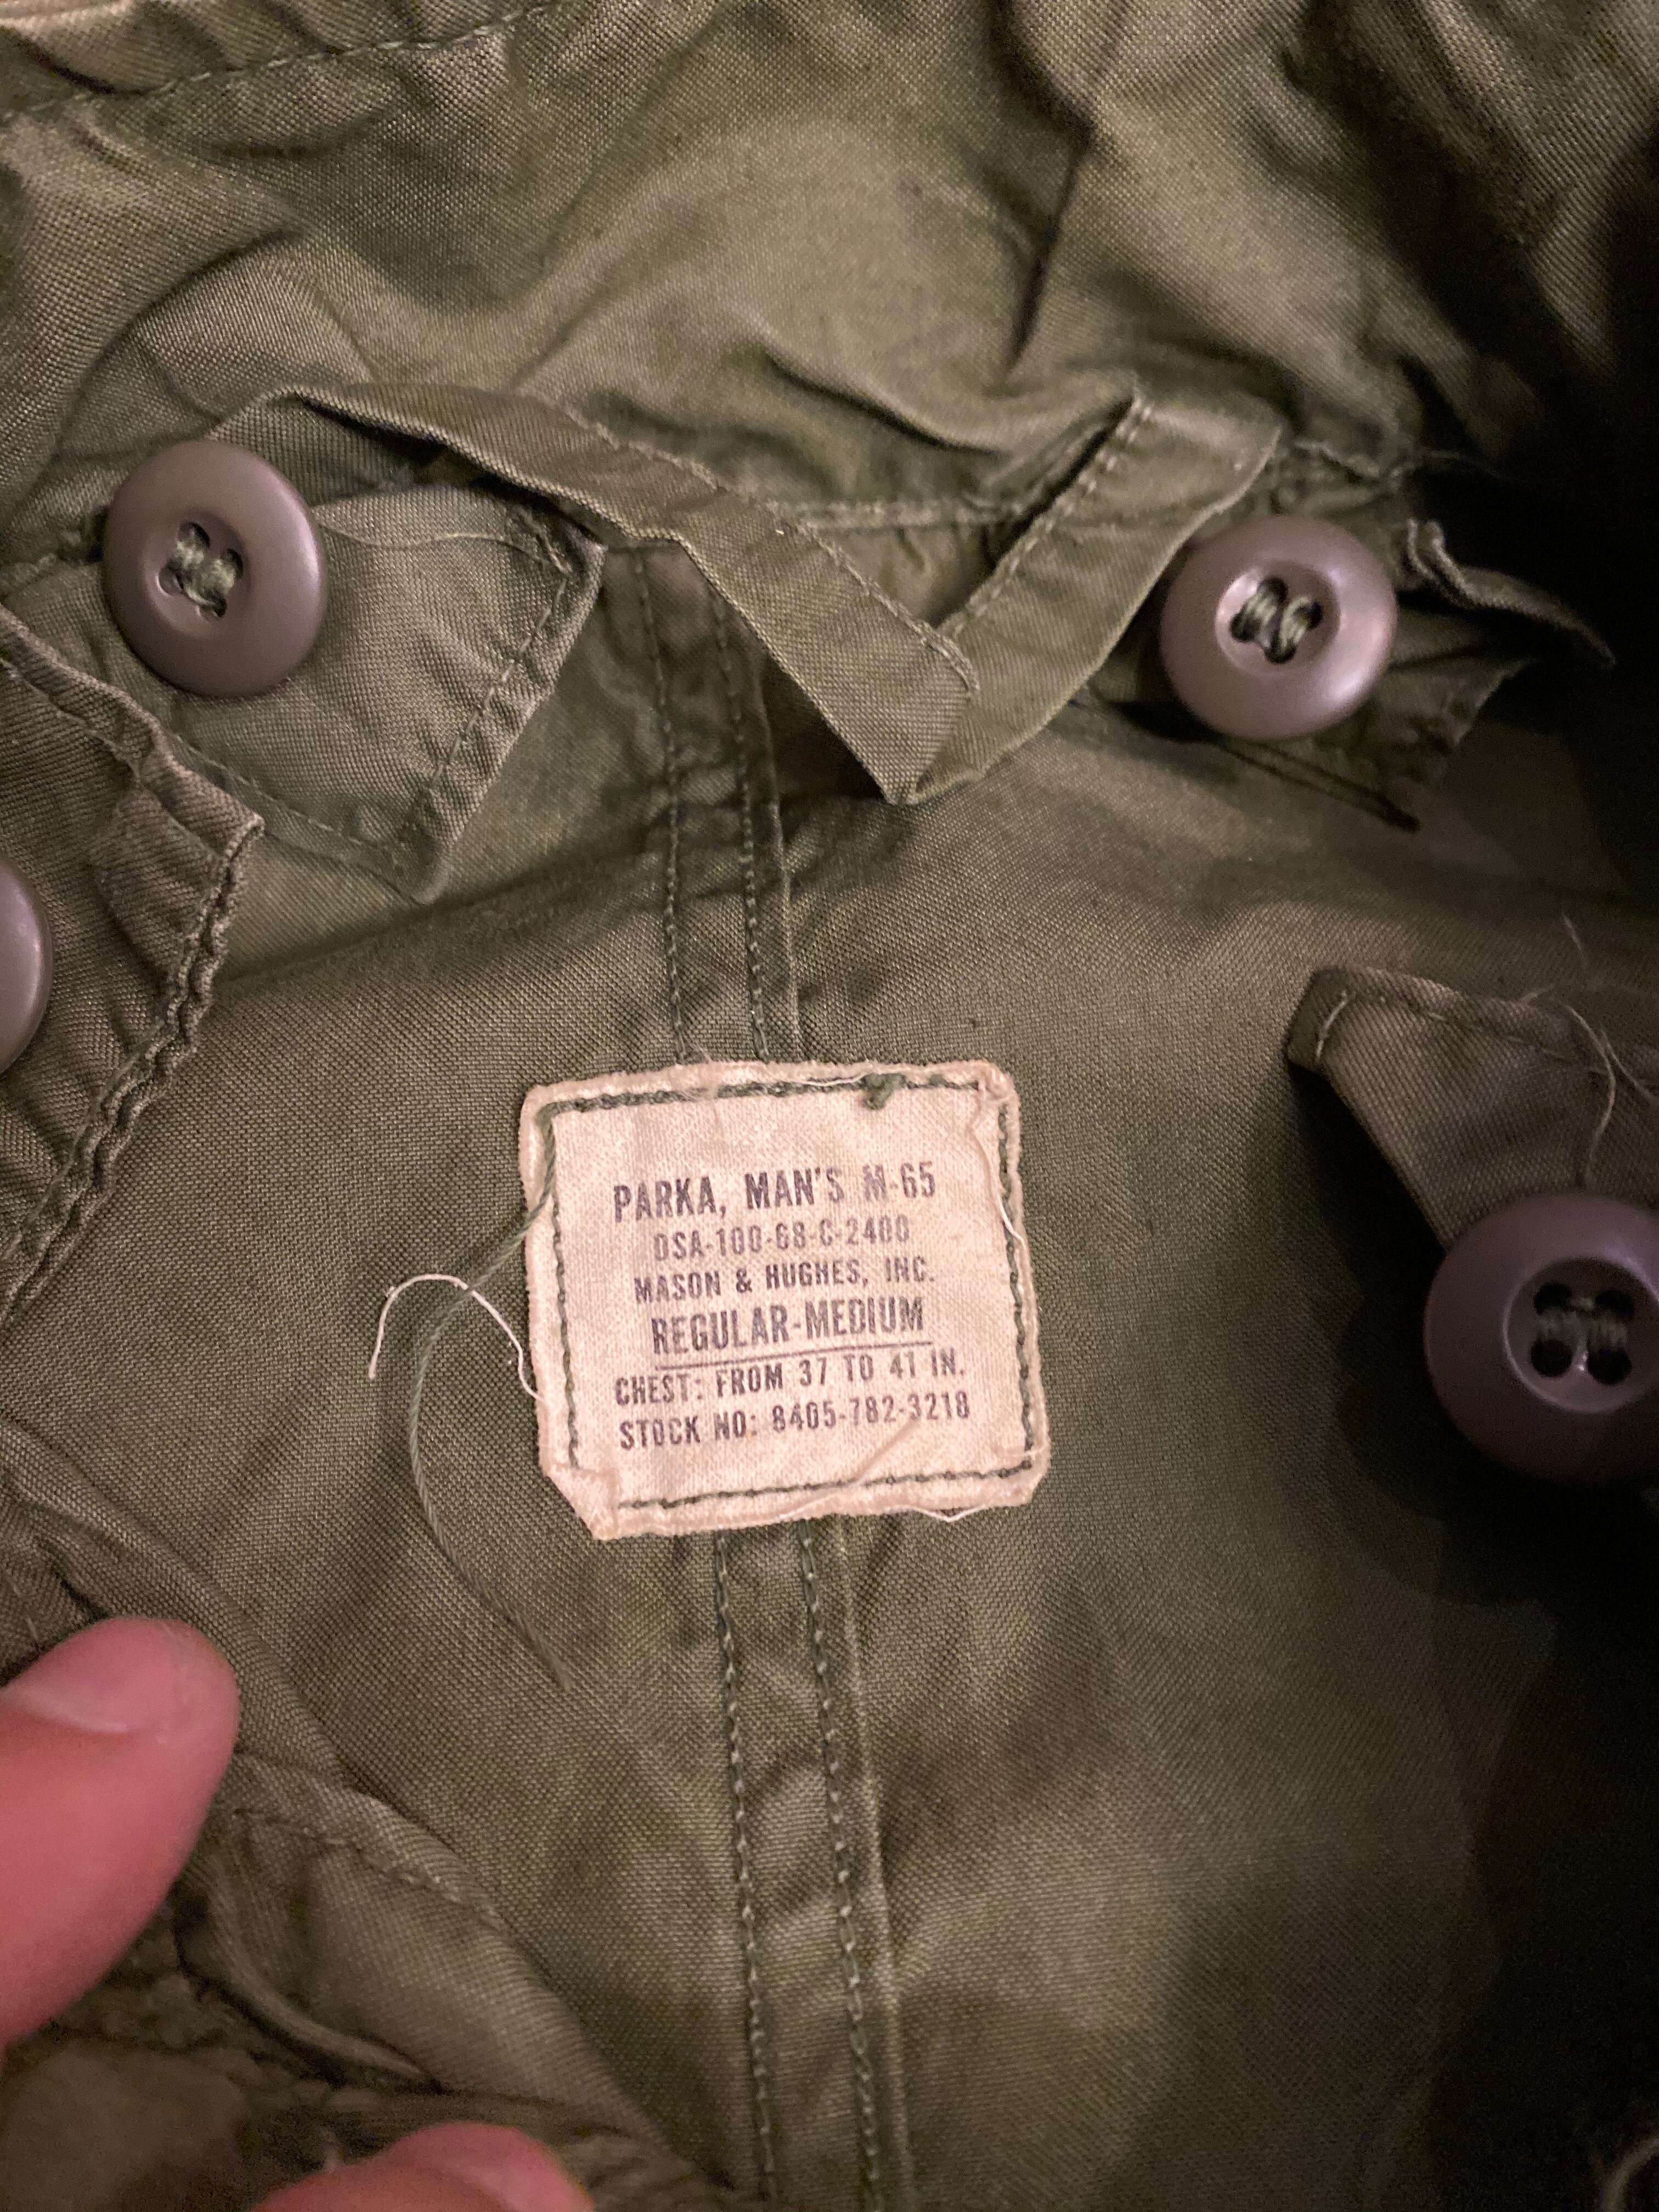 PARKA, MAN'S M-65
DSA-100-68-C-2400
MASON & HUGHES, INC.
REGULAR-MEDIUM
CHEST: FROM 37 TO 41 IN.
STOCK NO: 8405-782-3218